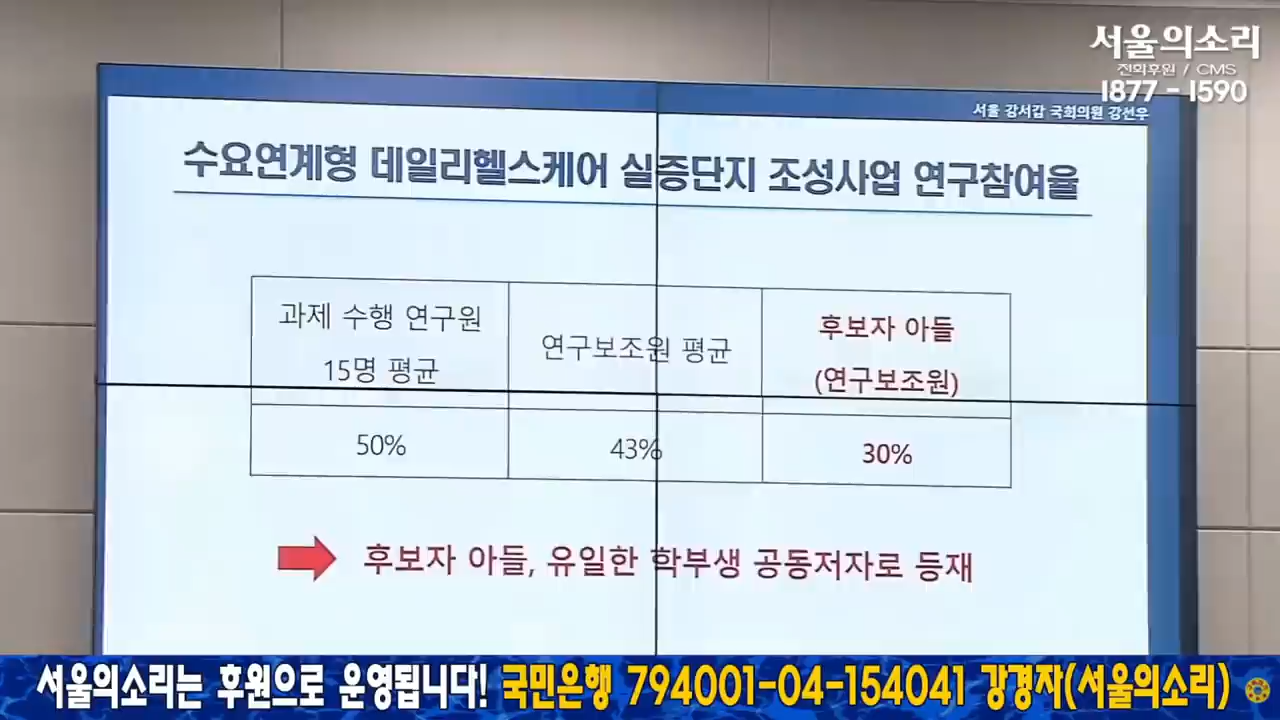 서울의소리
전화후원 / CMS
1877-1590
서울 강서갑 국회의원 강선우
수요연계형 데일리헬스케어 실증단지 조성사업 연구참여율
과제 수행 연구원
15명 평균
연구보조원 평균
후보자 아들
(연구보조원)
50%
43%
30%
후보자 아들, 유일한 학부생 공동저자로 등재
서울의소리는 후원으로 운영됩니다! 국민은행 794001-04-154041 강경자(서울의소리)